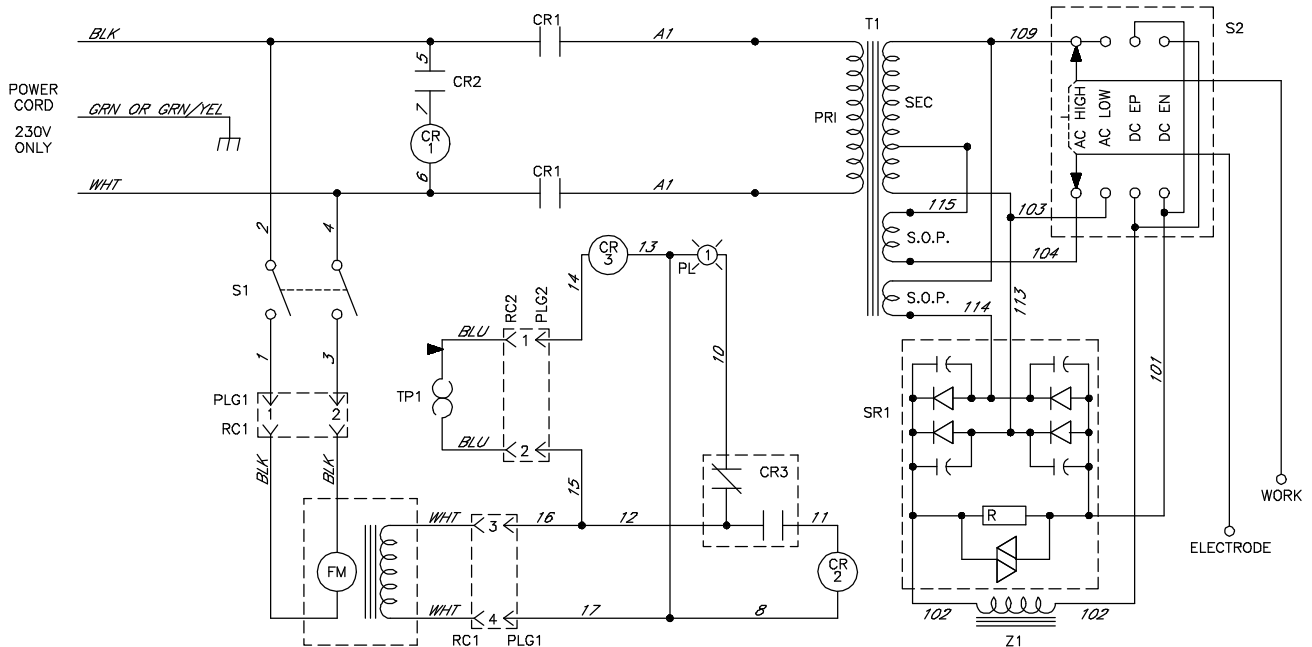 BLK
CR1
A1
T1
109
S2
POWER
CORD
230V
ONLY
GRN OR GRN/YEL
5
CR2
7
CR
1
6
PRI
SEC
AC HIGH
AC LOW
DC EP
DC EN
WHT
CR1
A1
115
103
S.O.P.
104
2
4
S1
CR
3
13
PL
1
14
S.O.P.
114
113
RC2
PLG2
BLU
1
10
1
3
TP1
101
PLG1
RC1
1
2
SR1
BLU
2
BLK
BLK
15
CR3
WORK
WHT
3
16
12
11
R
ELECTRODE
FM
CR
2
WHT
4
17
8
102
102
RC1
PLG1
Z1